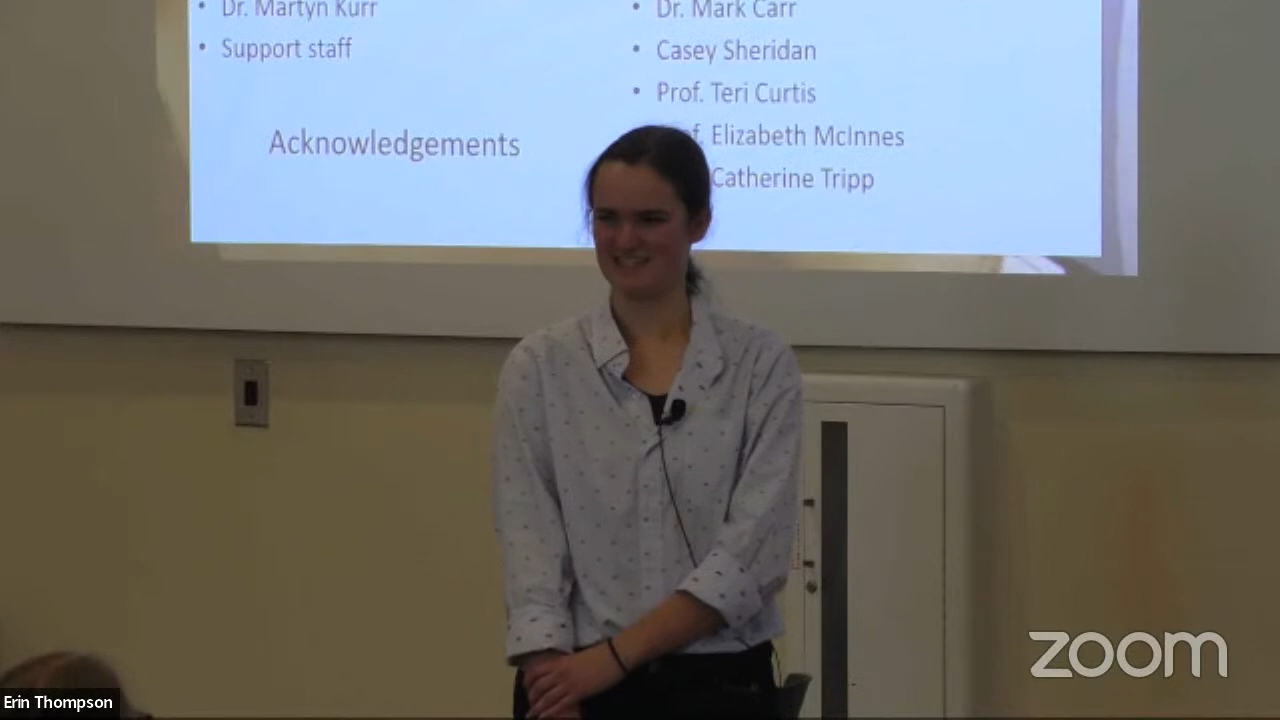 • Dr. Martyn Kurr
• Support staff
Acknowledgements
• Dr. Mark Carr
• Casey Sheridan
• Prof. Teri Curtis
f. Elizabeth McInnes
Catherine Tripp
zoom
Erin Thompson